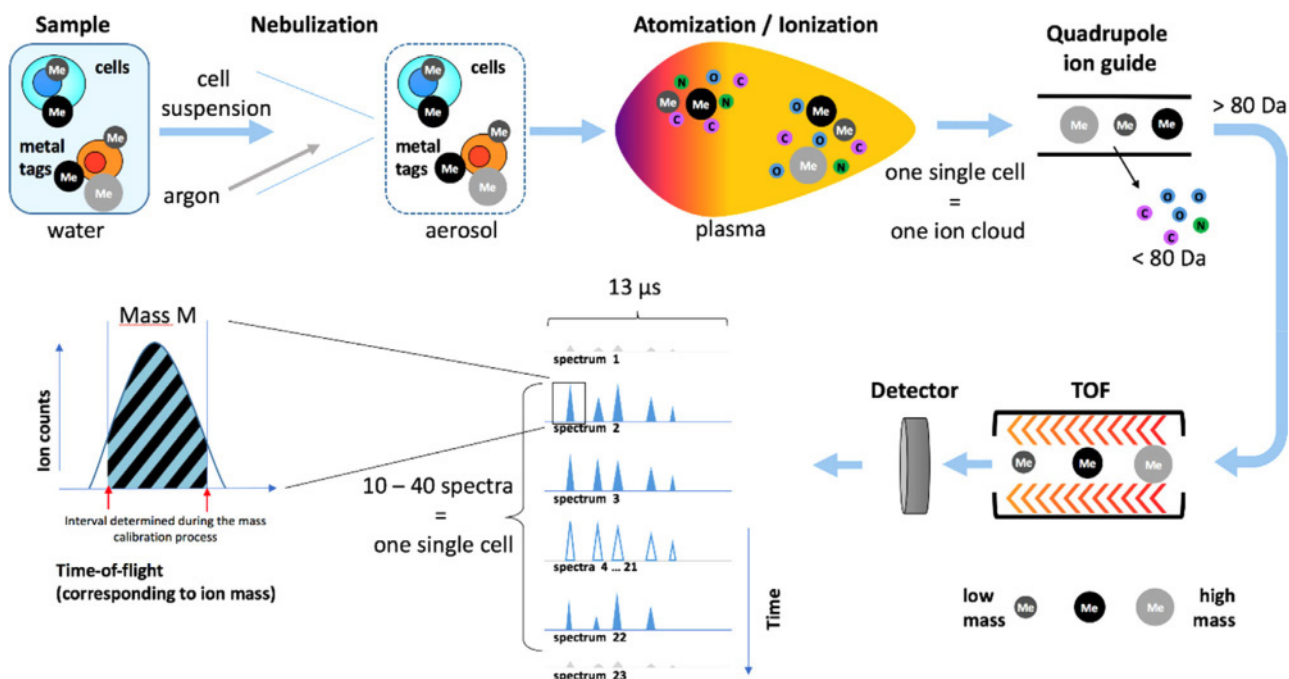 Sample
Nebulization
Atomization / Ionization
Quadrupole
ion guide
Me
cells
Me
metal
tags
Me
Me
Me
water
cell
suspension
argon
Me
cells
Me
metal
tags
Me
Me
Me
aerosol
N
O
C
Me
Me
N
C
C
O
Me
Me
C
O
C
Me
O
N
plasma
one single cell
=
one ion cloud
Me
Me
Me
> 80 Da
O
O
C
O
N
C
< 80 Da
Mass M
Ion counts
Interval determined during the mass
calibration process
Time-of-flight
(corresponding to ion mass)
13 µs
spectrum 1
spectrum 2
spectrum 3
spectra 4 ... 21
spectrum 22
spectrum 23
10 – 40 spectra
=
one single cell
Time
Detector
TOF
Me
Me
Me
low
mass
Me
Me
Me
high
mass